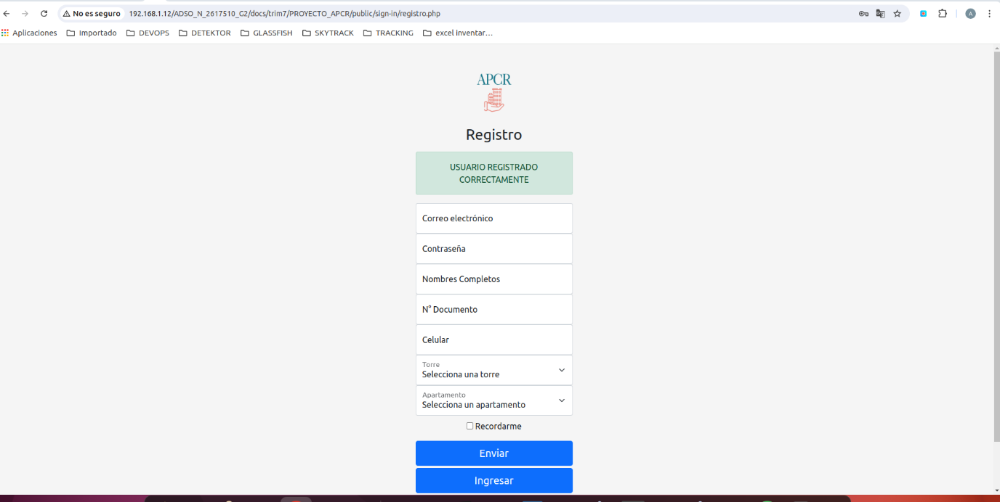 No es seguro 192.168.1.12/ADSO_N_2617510_G2/docs/trim7/PROYECTO_APCR/public/sign-in/registro.php A
Aplicaciones Importado DEVOPS DETEKTOR GLASSFISH SKYTRACK TRACKING excel inventar...
APCR
Registro
USUARIO REGISTRADO
CORRECTAMENTE
Correo electrónico
Contraseña
Nombres Completos
N° Documento
Celular
Torre
Selecciona una torre
Apartamento
Selecciona un apartamento
Recordarme
Enviar
Ingresar